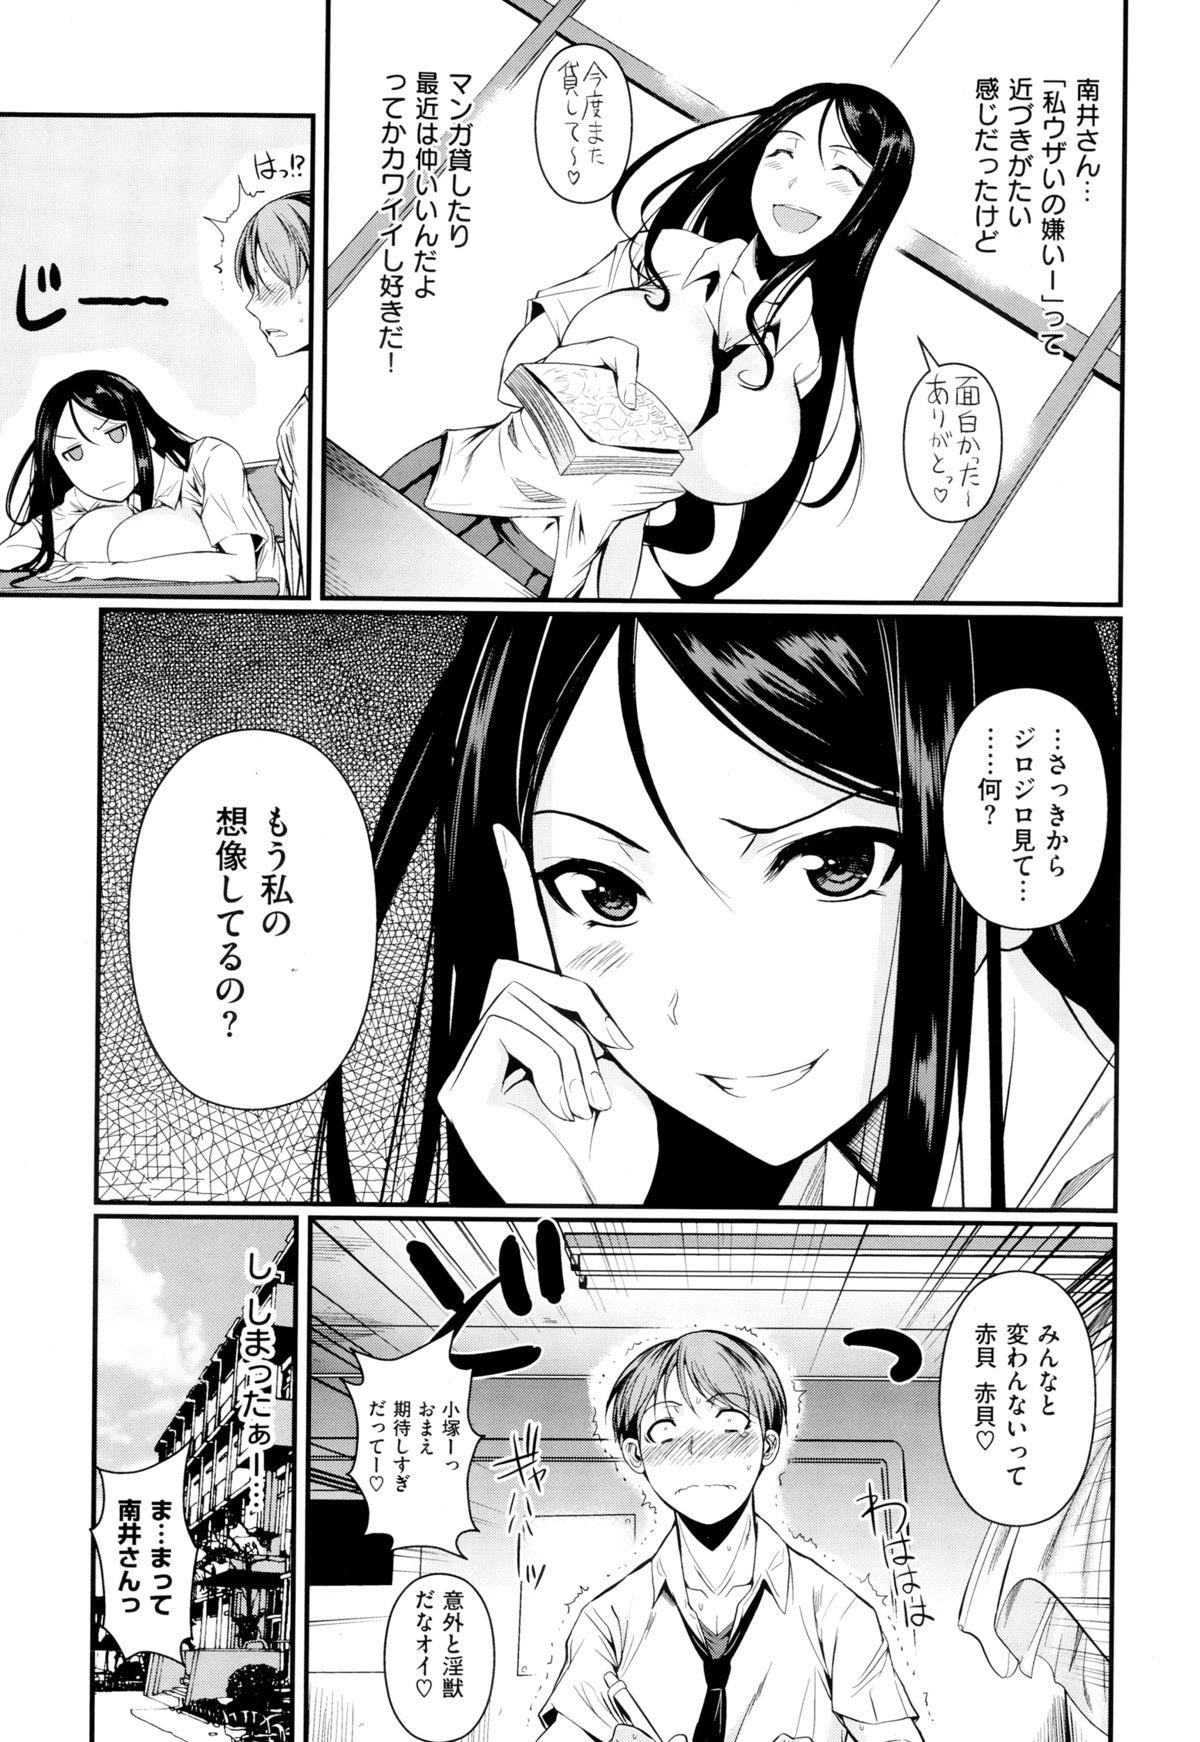 南井さん…
「私ウザいの嫌いー」って
近づきがたい
感じだったけど
面白かった～
ありがとっ♡
今度また
貸して～♡
マンガ貸したり
最近は仲いいんだよ
ってかカワイイし好きだ！
はっ!?
じー
…さっきから
ジロジロ見て…
……何？
もう私の
想像してるの？
みんなと
変わんないって
赤貝 赤貝♡
わははは
ギャハ
小塚ーっ
おまえ
期待しすぎ
だってー♡
意外と淫獣
だなオイ♡
し しまったぁー……
ま…まって
南井さんっ